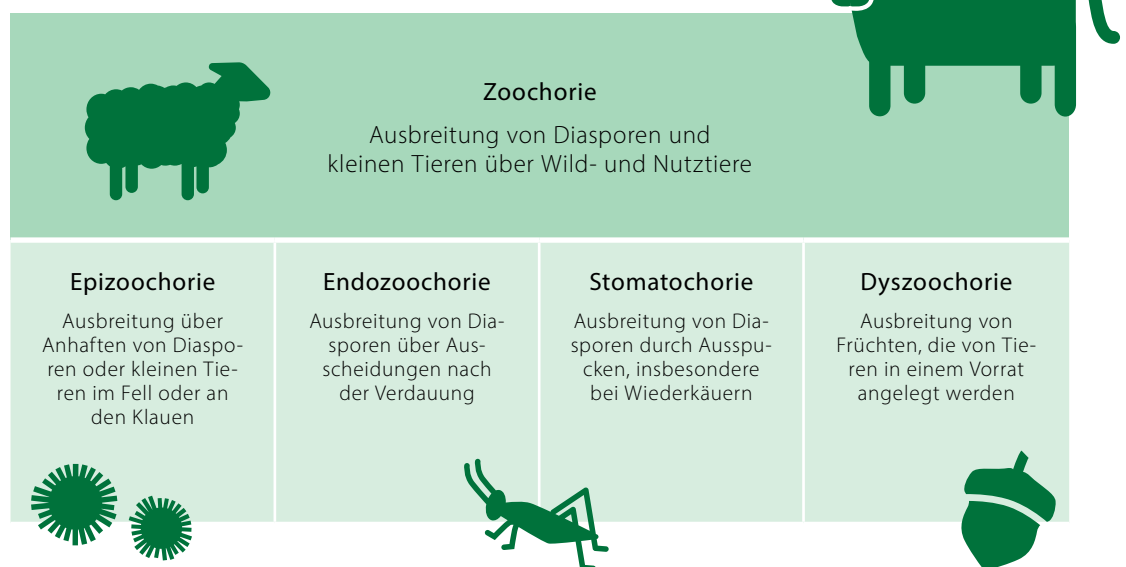 Zoochorie
Ausbreitung von Diasporen und
kleinen Tieren über Wild- und Nutztiere
Epizoochorie
Ausbreitung über
Anhaften von Diaspo-
ren oder kleinen Tie-
ren im Fell oder an
den Klauen
Endozoochorie
Ausbreitung von Dia-
sporen über Aus-
scheidungen nach
der Verdauung
Stomatochorie
Ausbreitung von Dia-
sporen durch Ausspu-
cken, insbesondere
bei Wiederkäuern
Dyszoochorie
Ausbreitung von
Früchten, die von Tie-
ren in einem Vorrat
angelegt werden